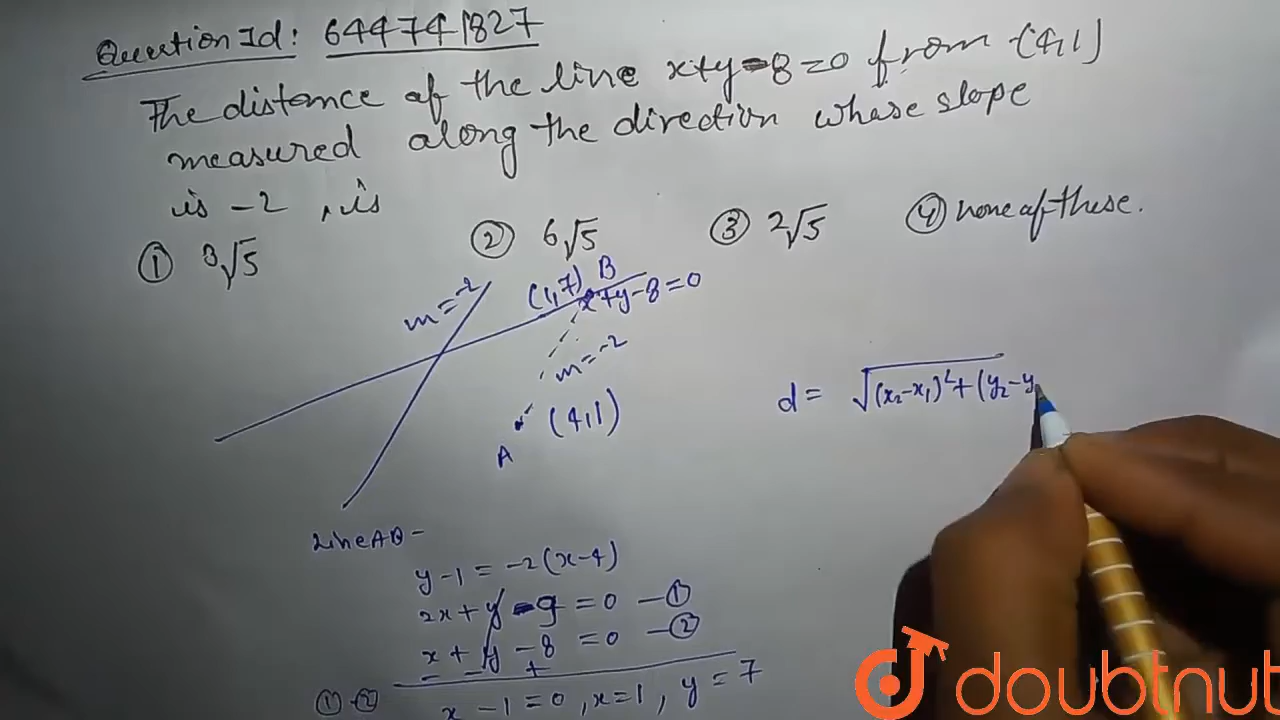 Question Id: 644741827
The distance of the line x+y-8=0 from (4,1)
measured along the direction whose slope
is -2, is
① 3√5 ② 6√5 ③ 2√5 ④ none of these.
m=-2
(1,7) B
x+y-8=0
m=-2
(4,1)
A
d = √(x₂-x₁)²+(y₂-y
Line AB -
y-1 = -2(x-4)
2x+y-9=0 —①
x+y-8=0 —②
- - +
①-② x-1=0, x=1, y=7
doubtnut